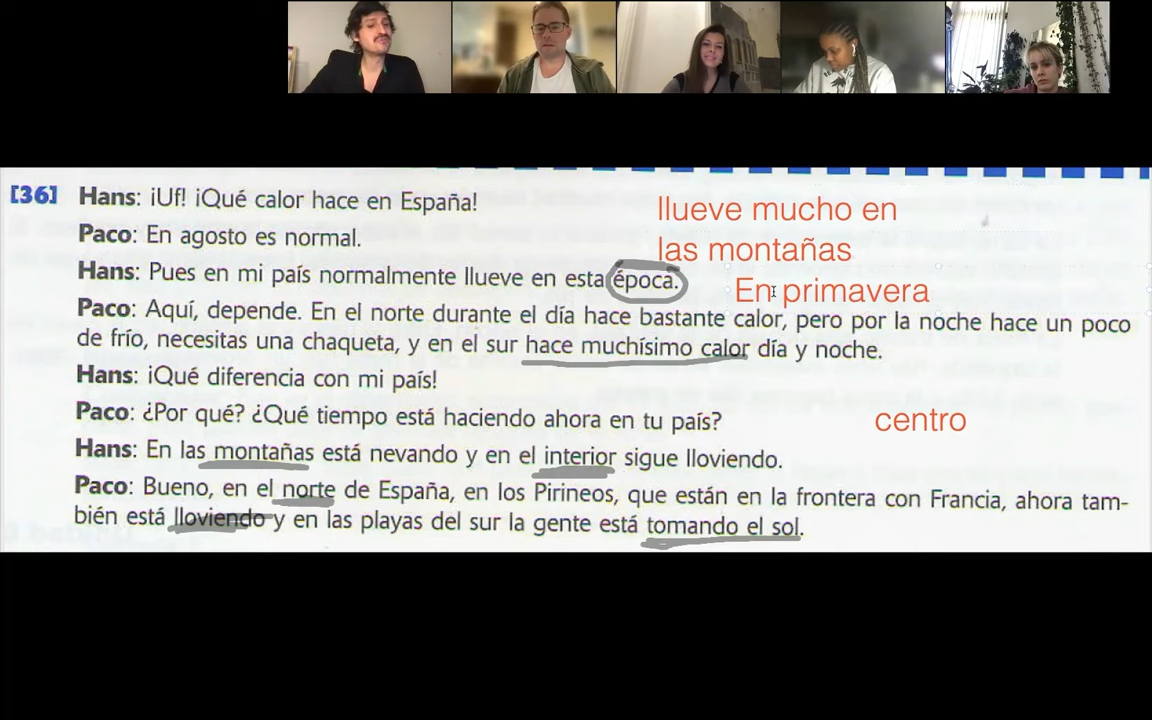 [36] Hans: ¡Uf! ¡Qué calor hace en España!
llueve mucho en
Paco: En agosto es normal.
las montañas
Hans: Pues en mi país normalmente llueve en esta época.
En primavera
Paco: Aquí, depende. En el norte durante el día hace bastante calor, pero por la noche hace un poco
de frío, necesitas una chaqueta, y en el sur hace muchísimo calor día y noche.
Hans: ¡Qué diferencia con mi país!
Paco: ¿Por qué? ¿Qué tiempo está haciendo ahora en tu país?
centro
Hans: En las montañas está nevando y en el interior sigue lloviendo.
Paco: Bueno, en el norte de España, en los Pirineos, que están en la frontera con Francia, ahora tam-
bién está lloviendo y en las playas del sur la gente está tomando el sol.